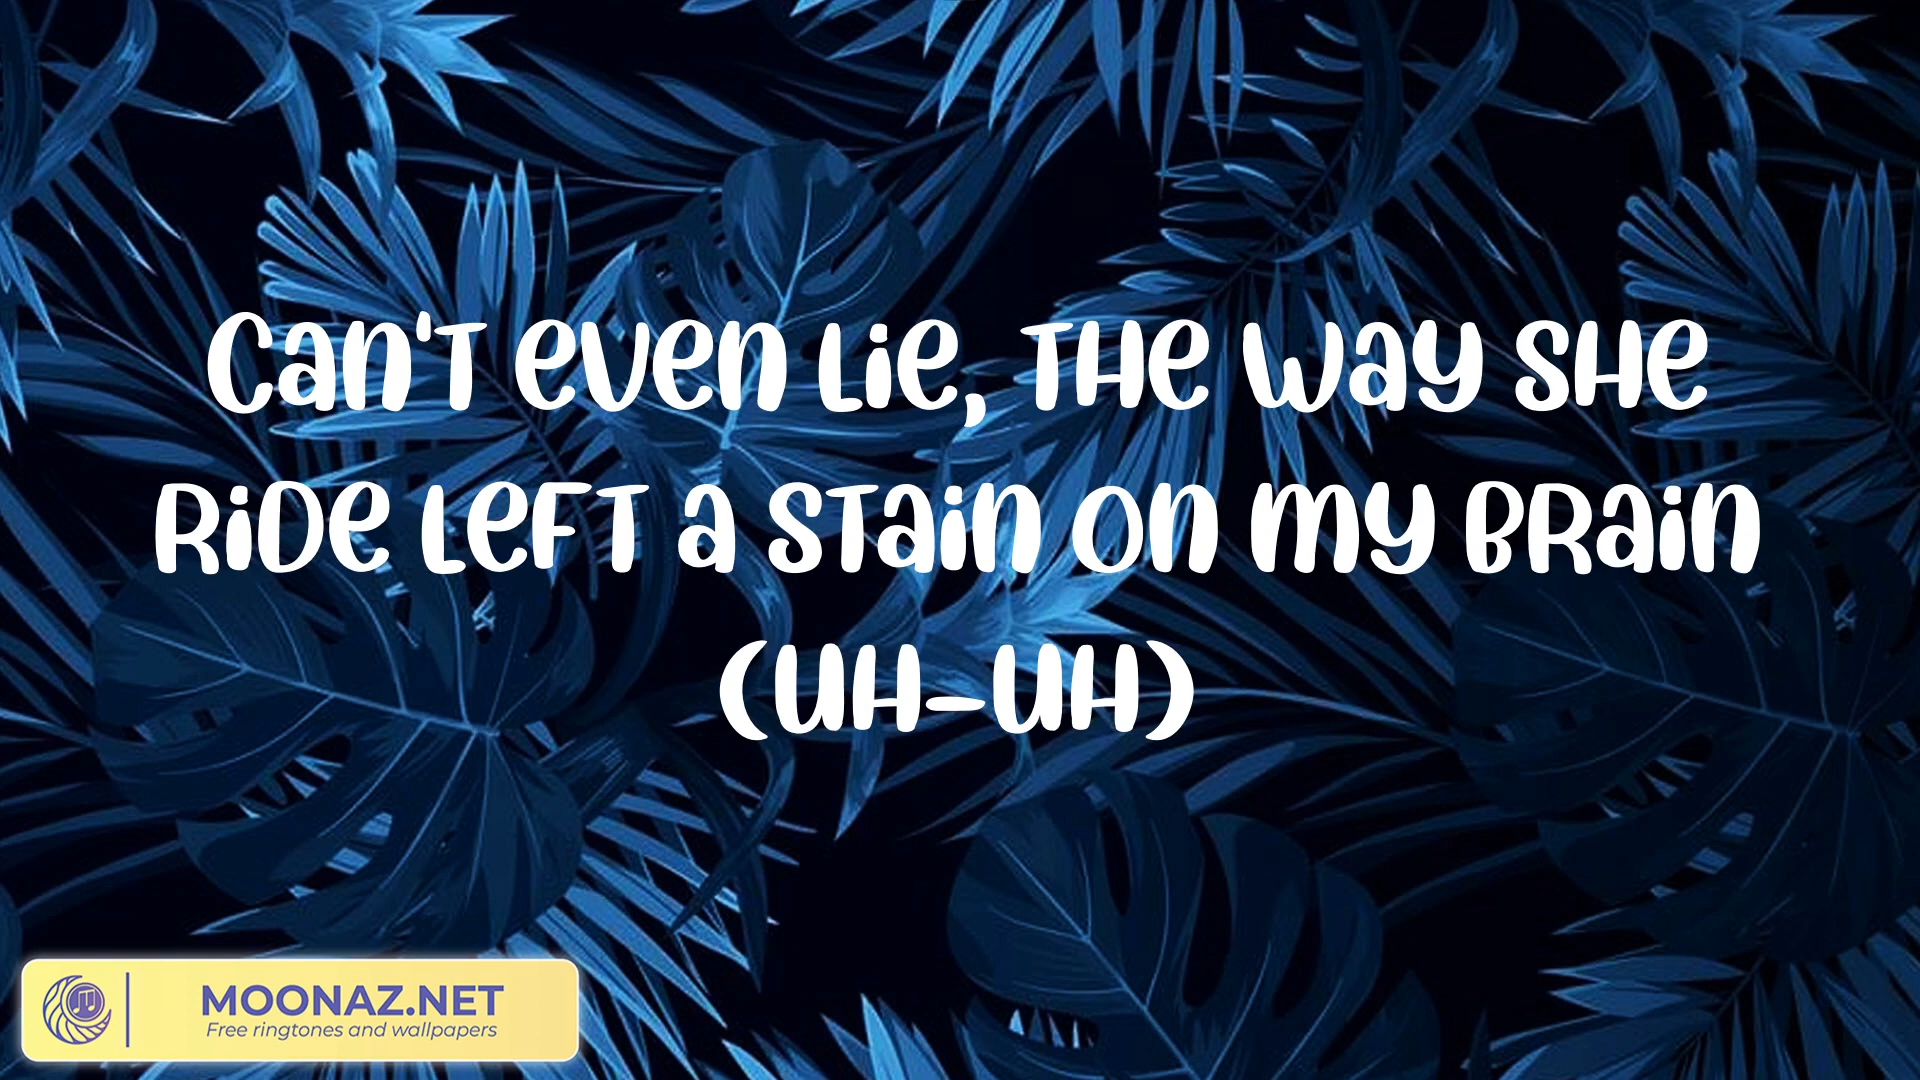 Can't even lie, the way she
ride left a stain on my brain
(uh-uh)
MOONAZ.NET
Free ringtones and wallpapers